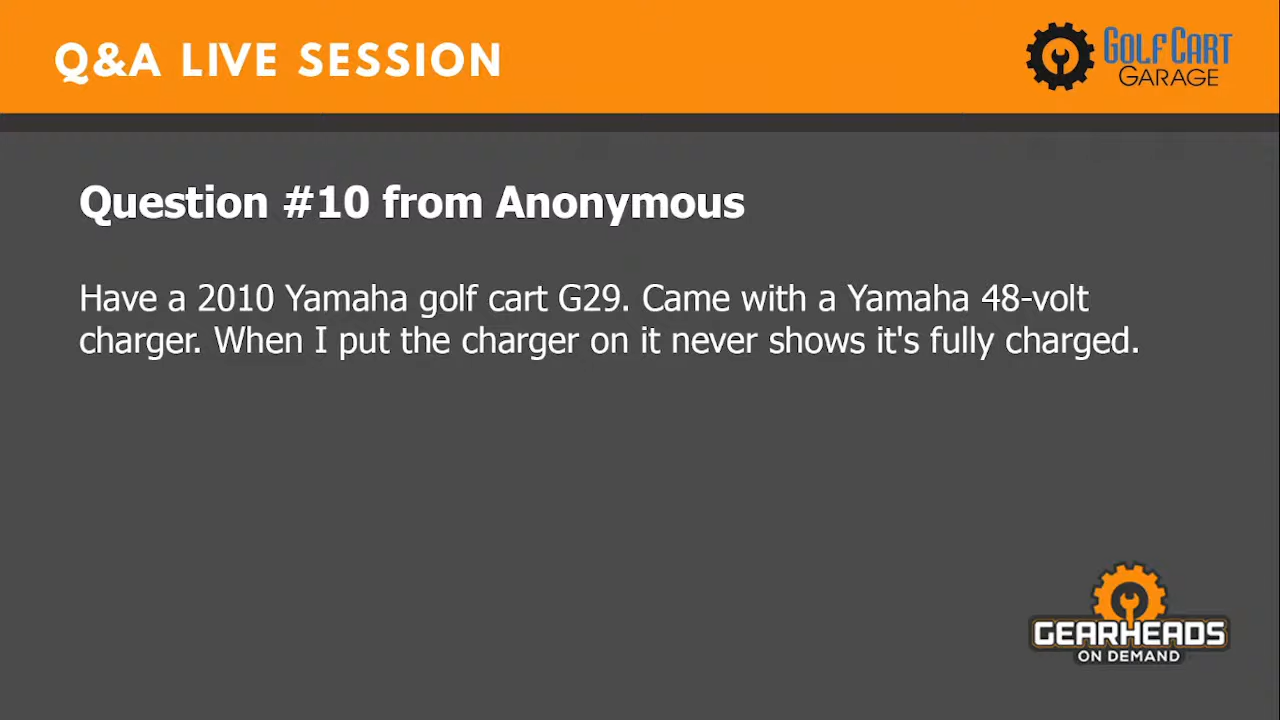 Q&A LIVE SESSION
GOLF CART
GARAGE
Question #10 from Anonymous
Have a 2010 Yamaha golf cart G29. Came with a Yamaha 48-volt
charger. When I put the charger on it never shows it's fully charged.
GEARHEADS
ON DEMAND